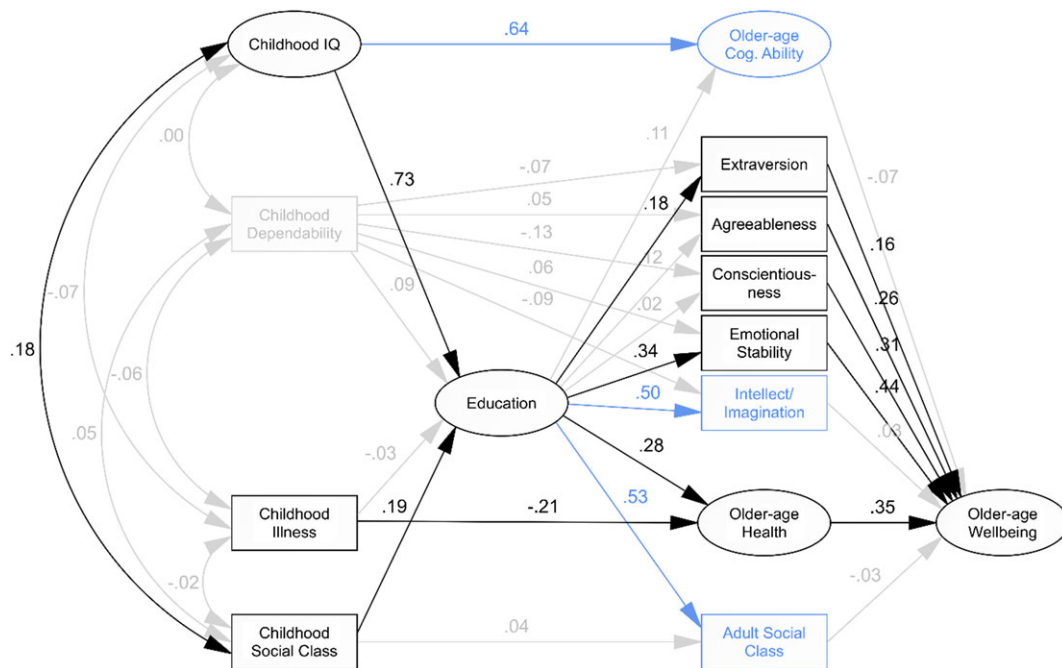 Childhood IQ
.64
Older-age
Cog. Ability
.00
.11
.73
-.07
Extraversion
-.07
.18
.05
Childhood
Dependability
Agreeableness
.16
-.13
.12
.06
Conscientious-
ness
.26
-.07
.09
-.09
.02
.31
.18
.34
Emotional
Stability
-.06
.44
Education
.50
Intellect/
Imagination
.03
.05
.28
-.03
.53
Childhood
Illness
.19
-.21
Older-age
Health
.35
Older-age
Wellbeing
-.02
-.03
Childhood
Social Class
.04
Adult Social
Class